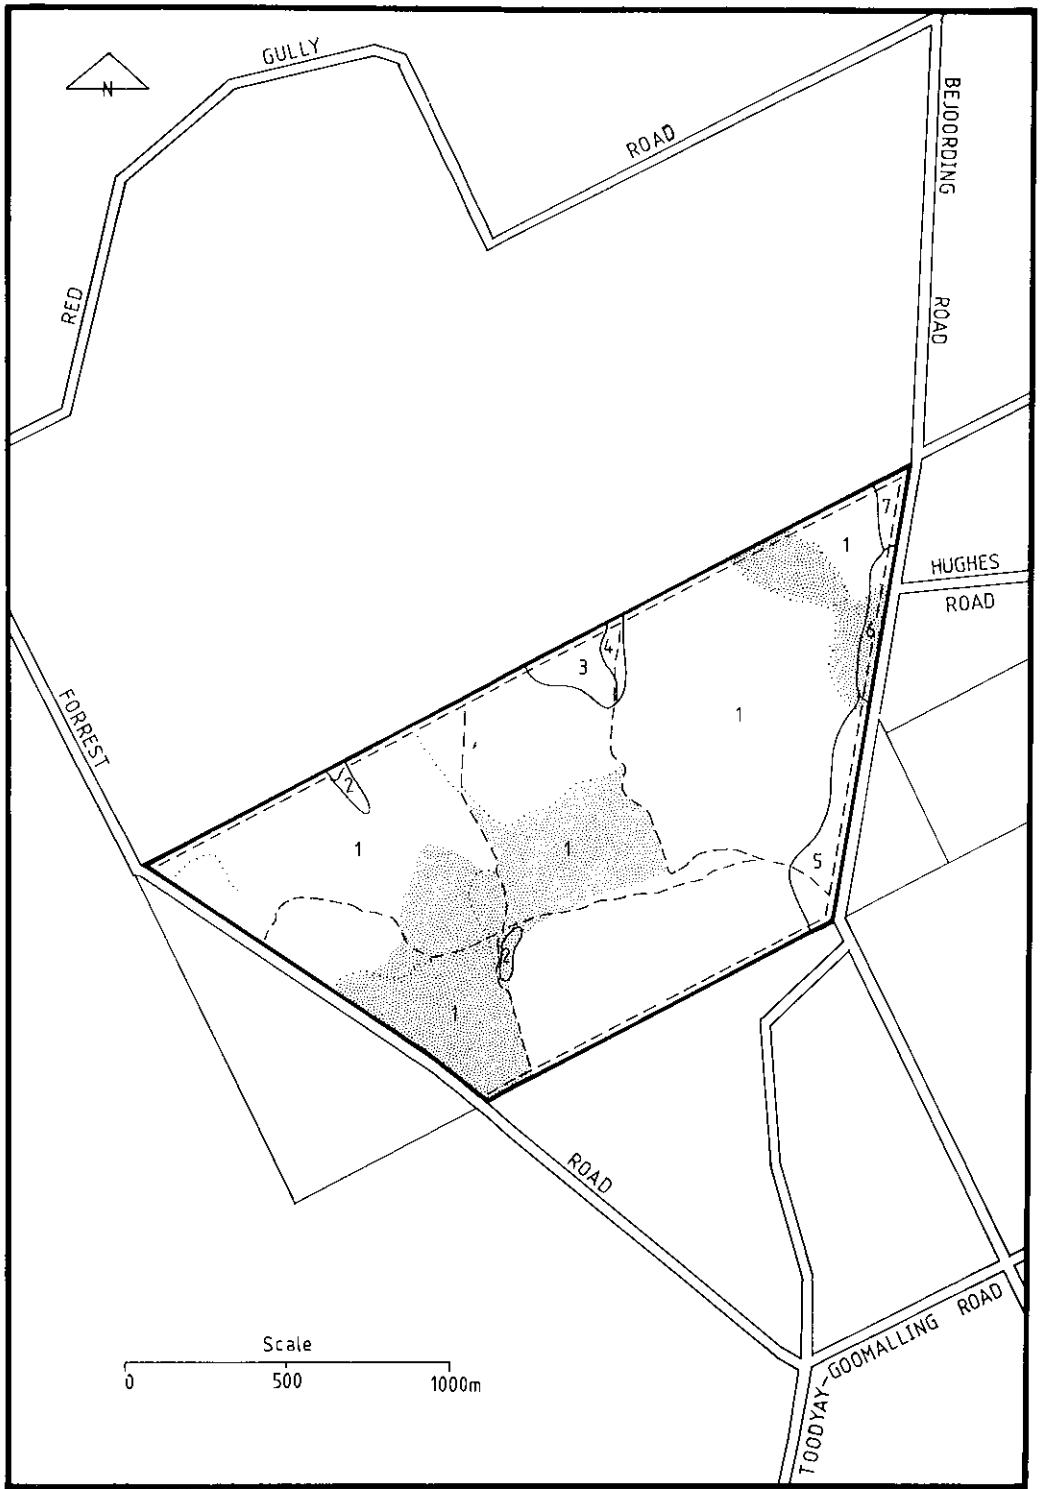 N
GULLY
ROAD
BEJOORDING
RED
ROAD
7
1
HUGHES
ROAD
6
4
3
1
FORREST
2
1
1
5
2
1
ROAD
Scale
0 500 1000m
TOODYAY-GOOMALLING ROAD